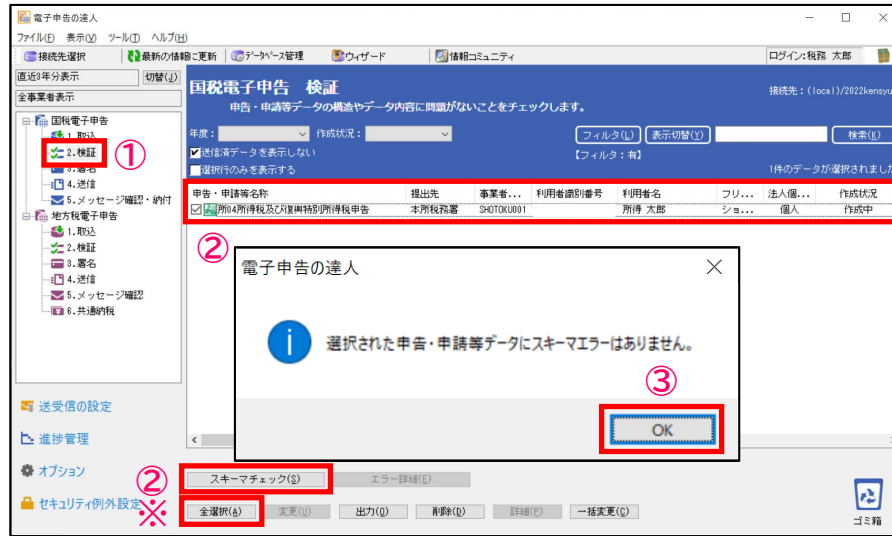 電子申告の達人
ファイル(F) 表示(V) ツール(T) ヘルプ(H)
接続先選択 最新の情報に更新 データベース管理 ウィザード 情報コミュニティ ログイン:税務 太郎
直近3年分表示 切替(J)
全事業者表示
国税電子申告
1.取込
2.検証
①
3.署名
4.送信
5.メッセージ確認・納付
地方税電子申告
1.取込
2.検証
3.署名
4.送信
5.メッセージ確認
6.共通納税
送受信の設定
進捗管理
オプション
セキュリティ例外設定
国税電子申告 検証
接続先:(local)/2022kensyu
申告・申請等データの構造やデータ内容に問題がないことをチェックします。
年度: 作成状況: フィルタ(L) 表示切替(Y) 検索(K)
送信済データを表示しない 【フィルタ:有】
選択行のみを表示する 1件のデータが選択されました
申告・申請等名称 提出先 事業者... 利用者識別番号 利用者名 フリ... 法人個... 作成状況
所04所得税及び復興特別所得税申告 本所税務署 SHOTOKU001 所得 太郎 ショ... 個人 作成中
②
電子申告の達人
選択された申告・申請等データにスキーマエラーはありません。
③
OK
②
スキーマチェック(S) エラー詳細(E)
※
全選択(A) 変更(U) 出力(O) 削除(D) 詳細(P) 一括変更(C)
ゴミ箱